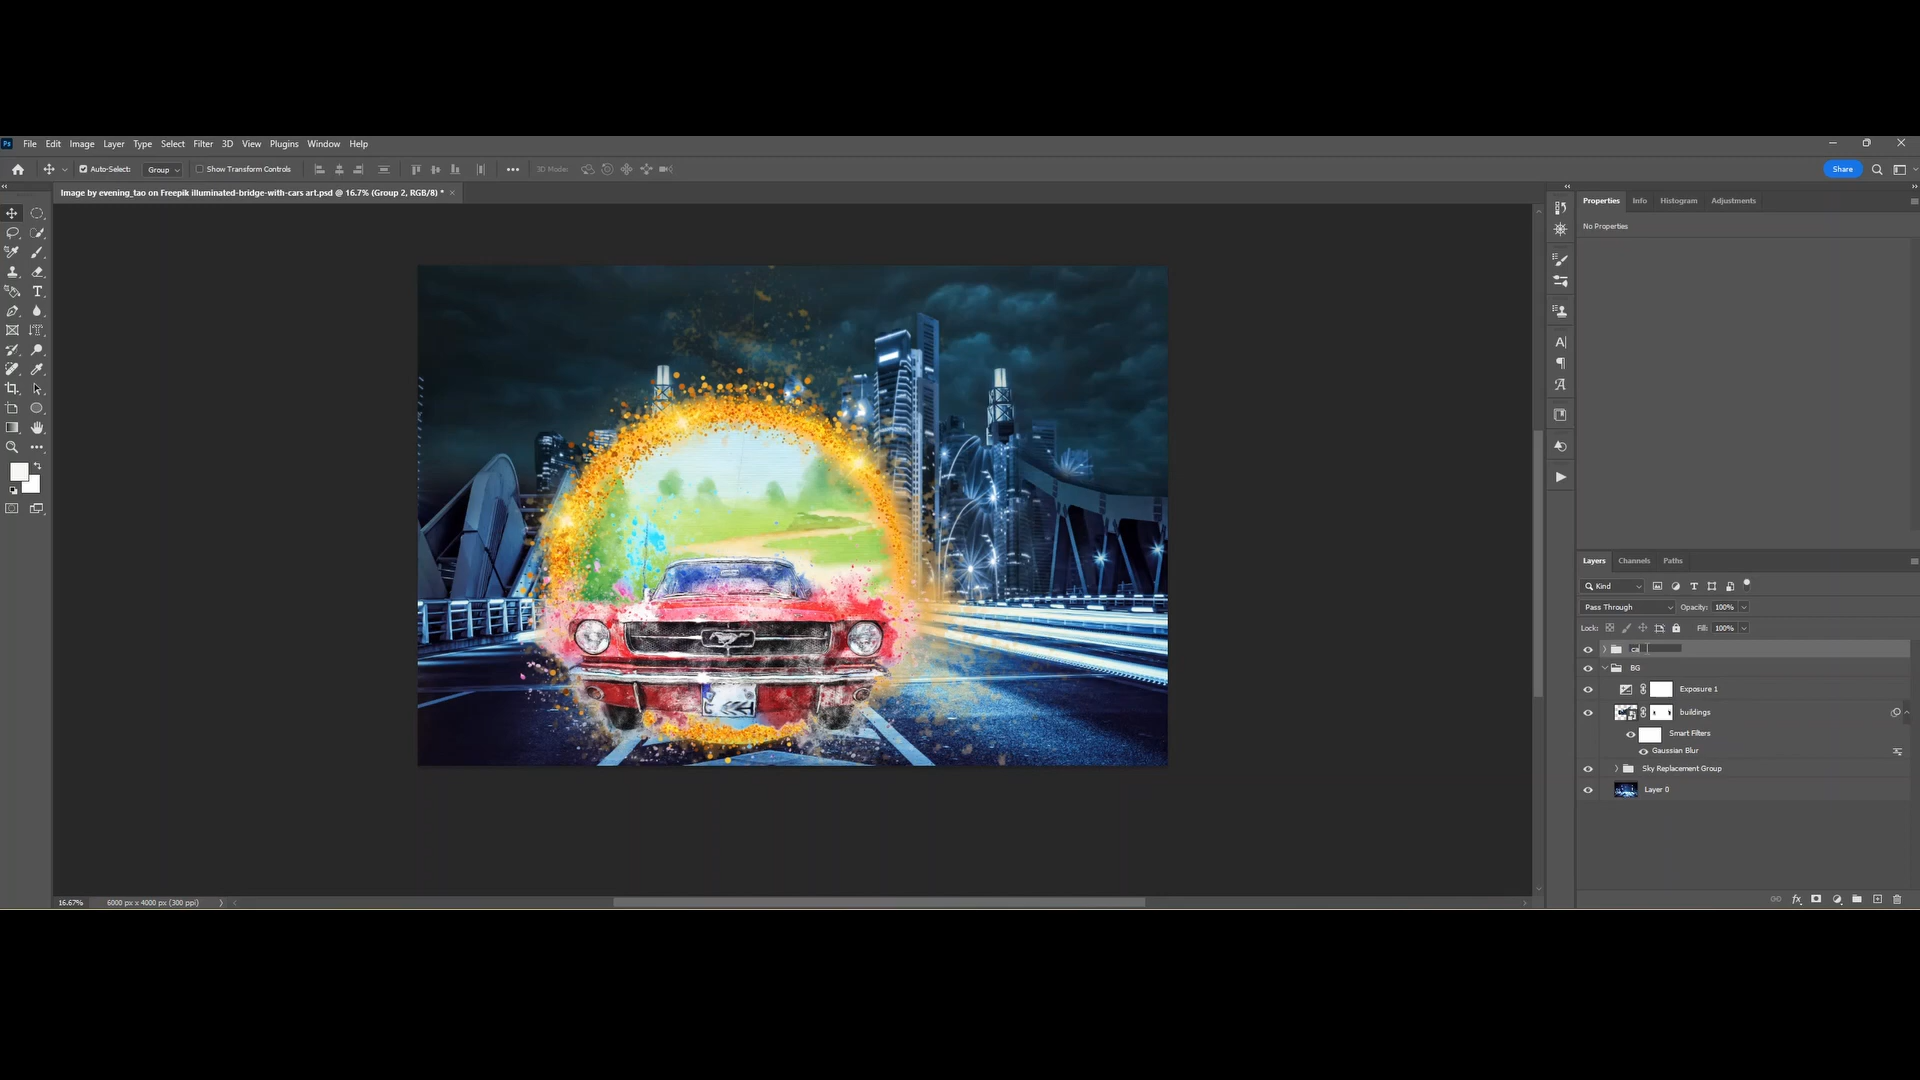 Ps File Edit Image Layer Type Select Filter 3D View Plugins Window Help
Auto-Select: Group Show Transform Controls 3D Mode: Share
Image by evening_tao on Freepik illuminated-bridge-with-cars art.psd @ 16.7% (Group 2, RGB/8) *
Properties Info Histogram Adjustments
No Properties
Layers Channels Paths
Kind
Pass Through Opacity: 100%
Lock: Fill: 100%
ca
BG
Exposure 1
buildings
Smart Filters
Gaussian Blur
Sky Replacement Group
Layer 0
16.67% 6000 px x 4000 px (300 ppi)